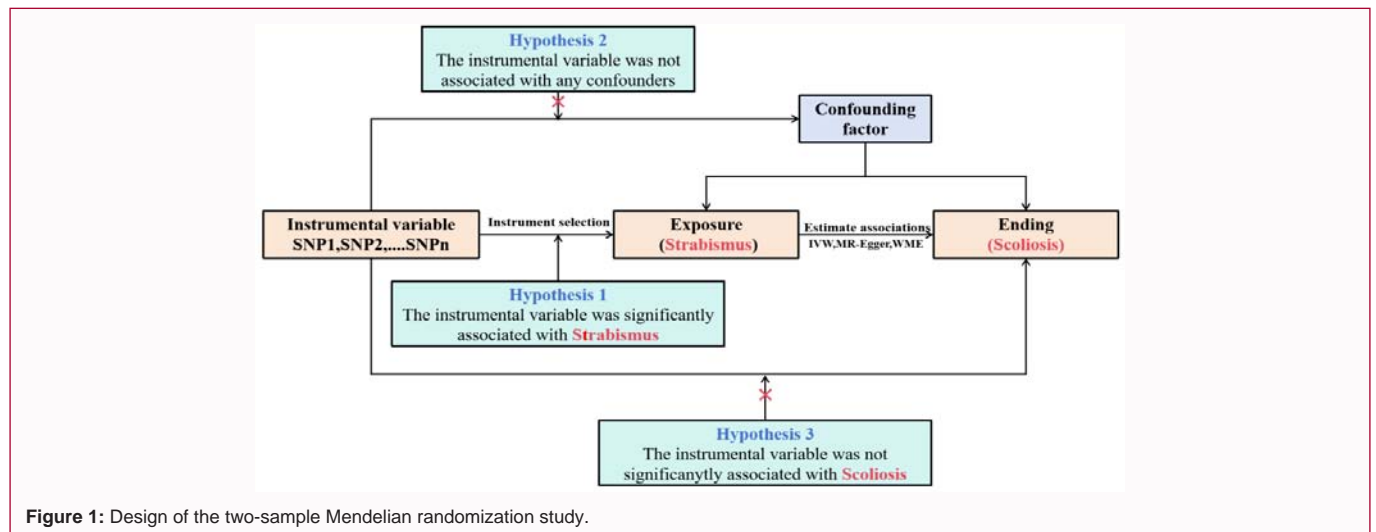 Hypothesis 2
The instrumental variable was not
associated with any confounders
Confounding
factor
Instrumental variable
SNP1,SNP2,....SNPn
Instrument selection
Exposure
(Strabismus)
Estimate associations
IVW,MR-Egger,WME
Ending
(Scoliosis)
Hypothesis 1
The instrumental variable was significantly
associated with Strabismus
Hypothesis 3
The instrumental variable was not
significanytly associated with Scoliosis
Figure 1: Design of the two-sample Mendelian randomization study.